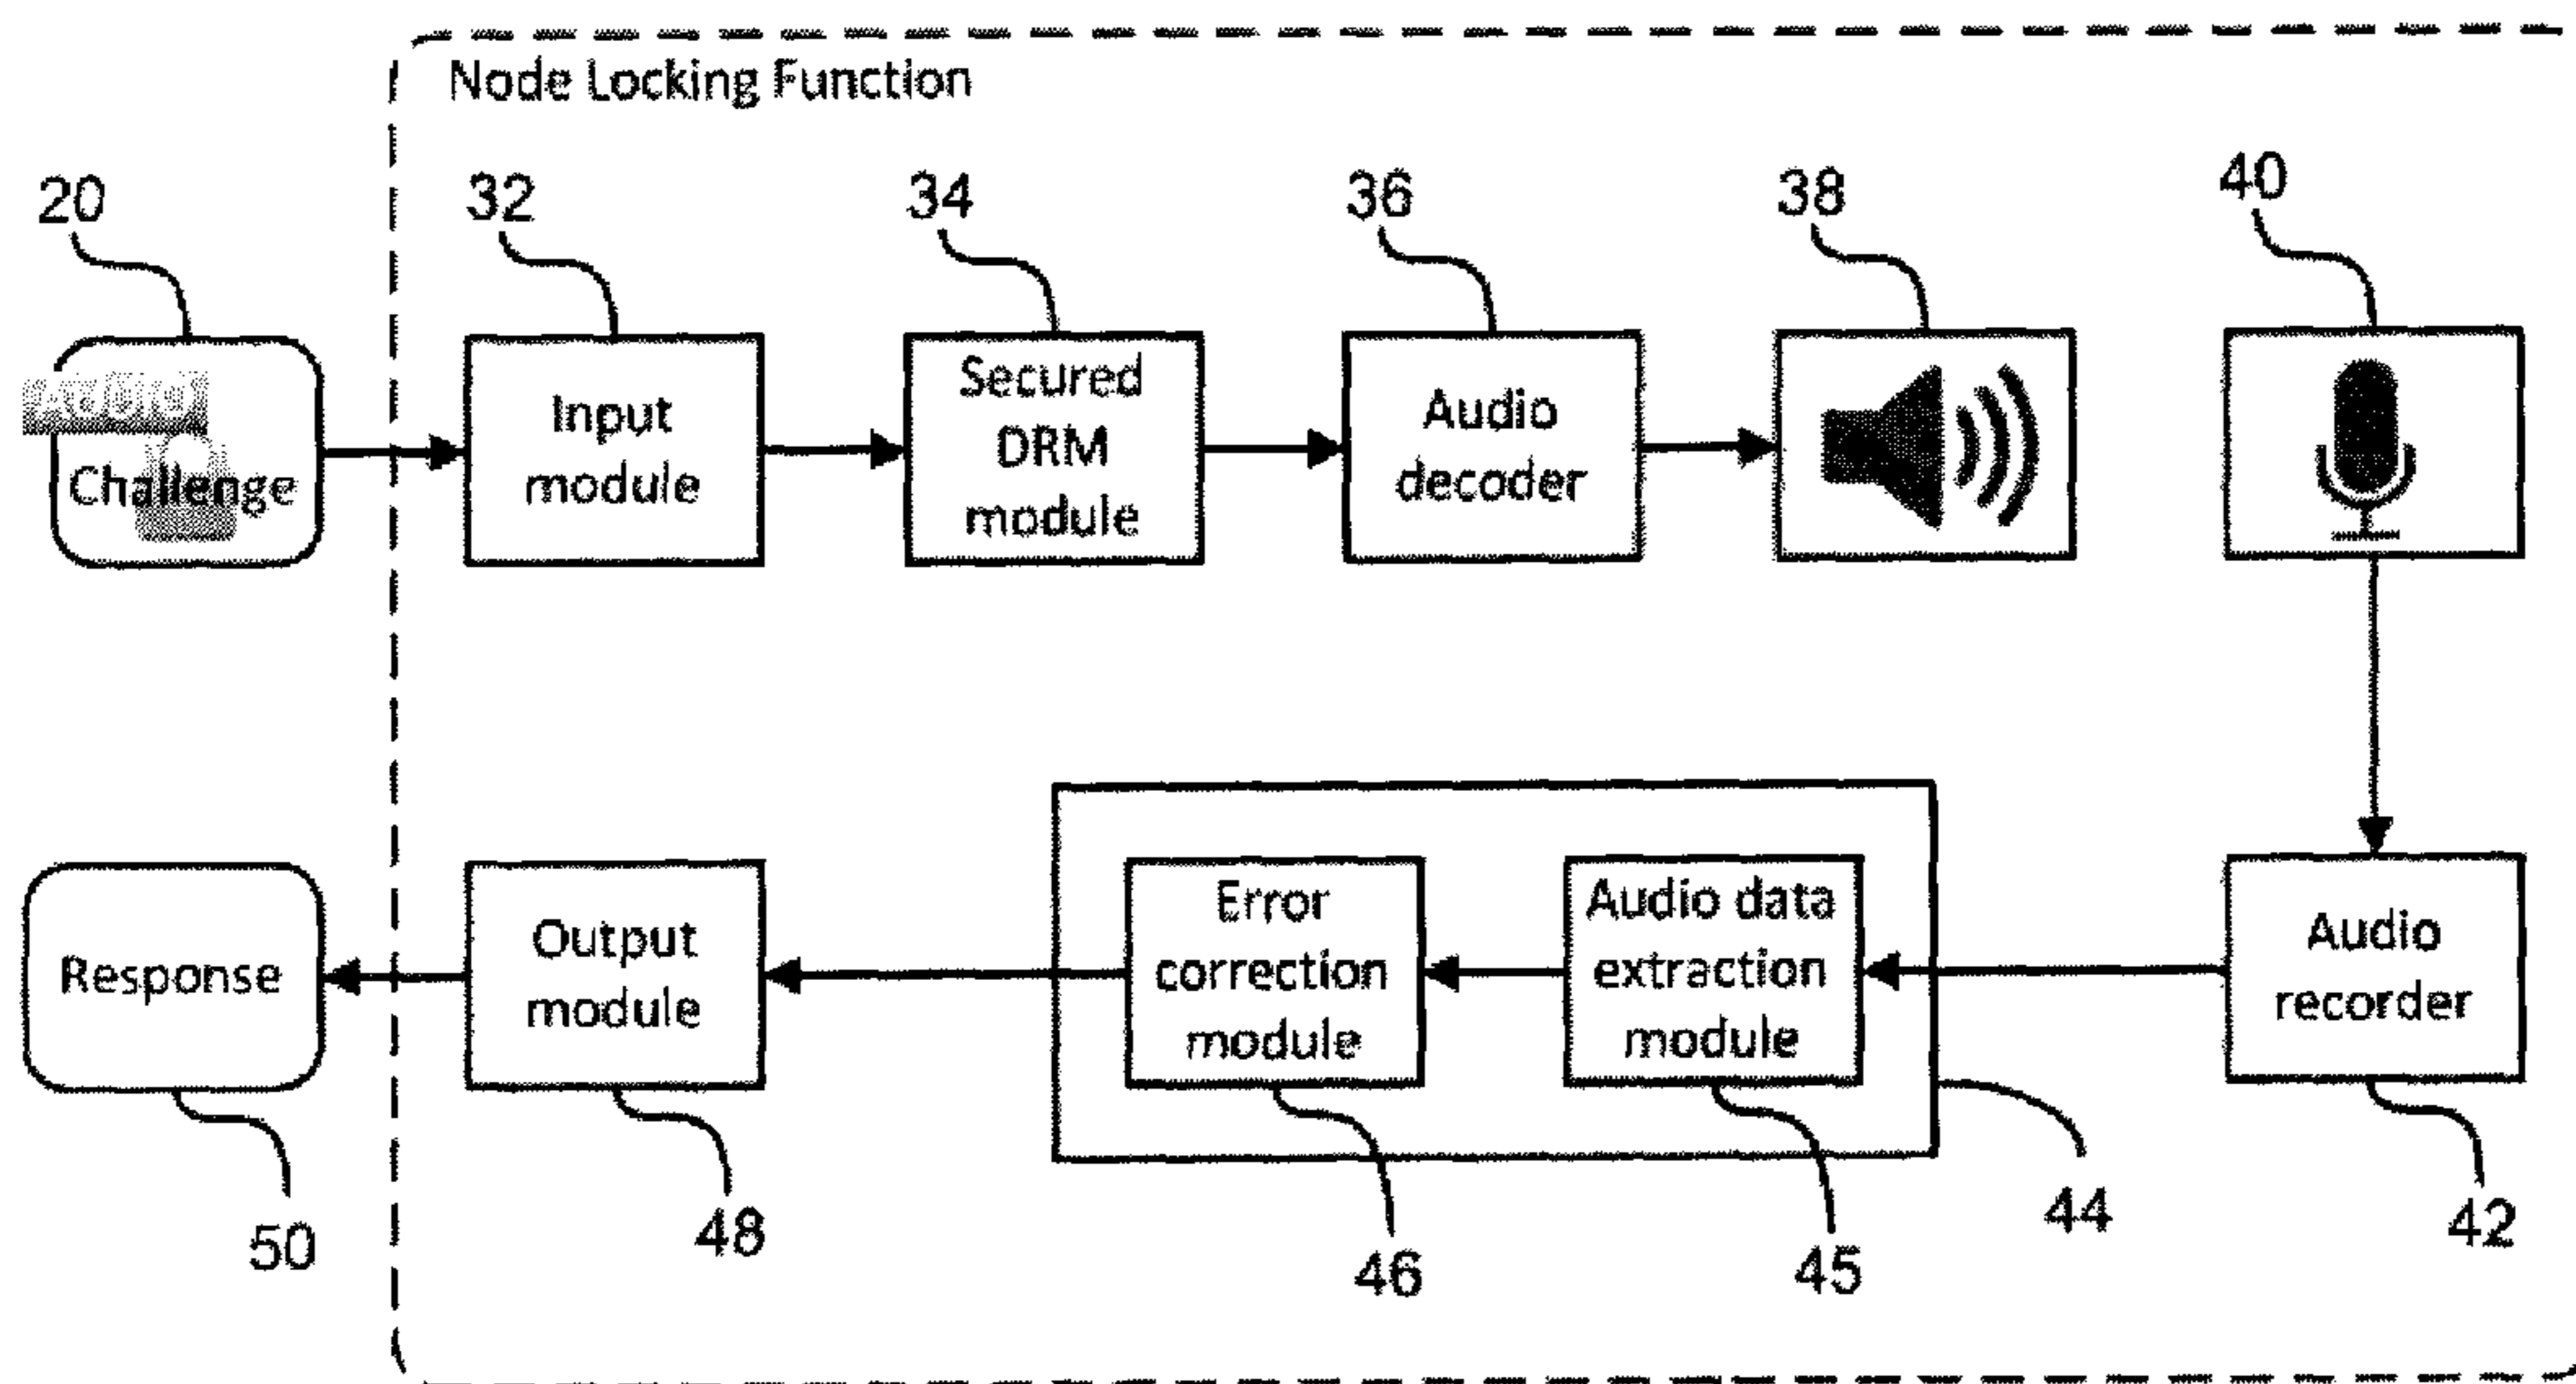 Node Locking Function
20
32
34
36
38
40
AUDIO
Challenge
Input
module
Secured
DRM
module
Audio
decoder
Response
Output
module
Error
correction
module
Audio data
extraction
module
Audio
recorder
50
48
46
45
44
42